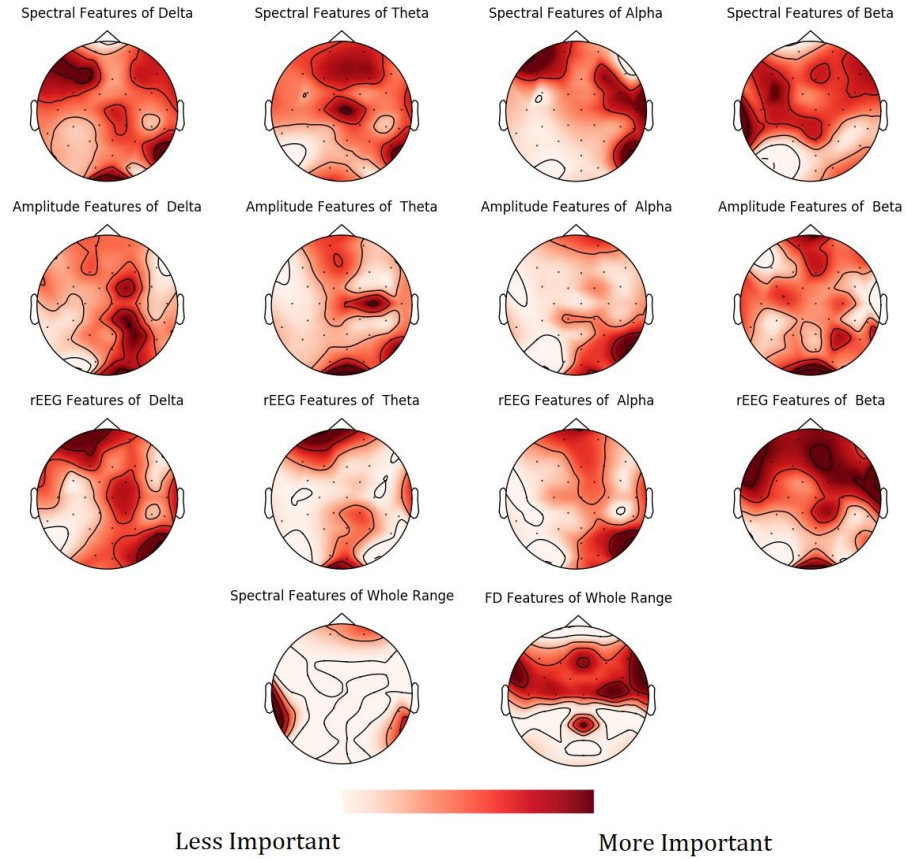 Spectral Features of Delta
Spectral Features of Theta
Spectral Features of Alpha
Spectral Features of Beta
Amplitude Features of Delta
Amplitude Features of Theta
Amplitude Features of Alpha
Amplitude Features of Beta
rEEG Features of Delta
rEEG Features of Theta
rEEG Features of Alpha
rEEG Features of Beta
Spectral Features of Whole Range
FD Features of Whole Range
Less Important
More Important